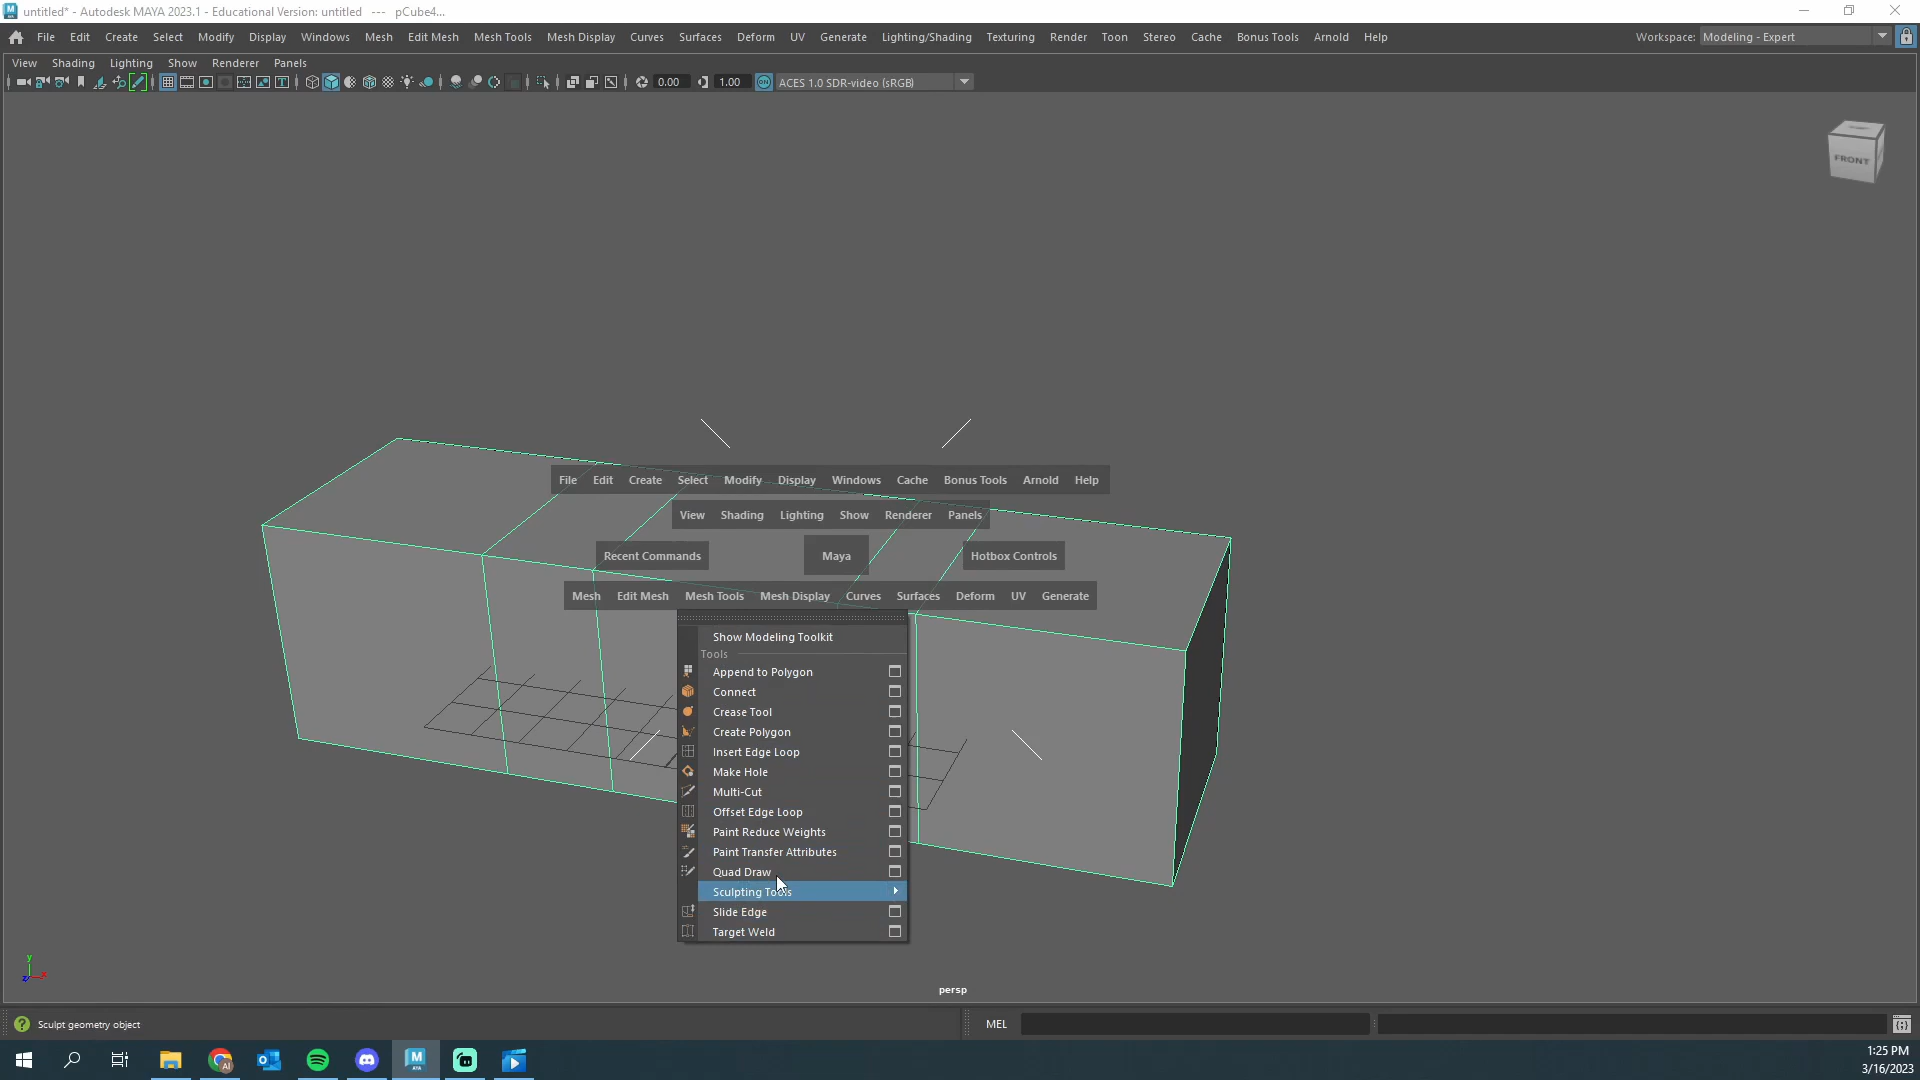 untitled* - Autodesk MAYA 2023.1 - Educational Version: untitled --- pCube4...
File Edit Create Select Modify Display Windows Mesh Edit Mesh Mesh Tools Mesh Display Curves Surfaces Deform UV Generate Lighting/Shading Texturing Render Toon Stereo Cache Bonus Tools Arnold Help Workspace: Modeling - Expert
View Shading Lighting Show Renderer Panels
0.00 1.00 ON ACES 1.0 SDR-video (sRGB)
FRONT
File Edit Create Select Modify Display Windows Cache Bonus Tools Arnold Help
View Shading Lighting Show Renderer Panels
Recent Commands Maya Hotbox Controls
Mesh Edit Mesh Mesh Tools Mesh Display Curves Surfaces Deform UV Generate
Show Modeling Toolkit
Tools
Append to Polygon
Connect
Crease Tool
Create Polygon
Insert Edge Loop
Make Hole
Multi-Cut
Offset Edge Loop
Paint Reduce Weights
Paint Transfer Attributes
Quad Draw
Sculpting Tools
Slide Edge
Target Weld
y
z x
persp
Sculpt geometry object MEL
1:25 PM
3/16/2023